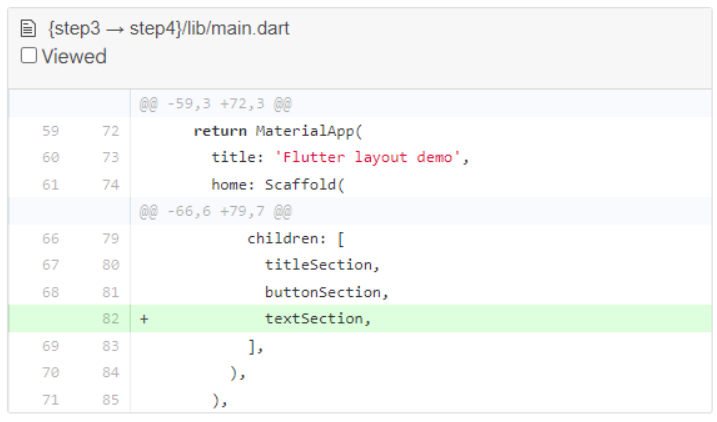 {step3 → step4}/lib/main.dart
Viewed
@@ -59,3 +72,3 @@
59 72 return MaterialApp(
60 73 title: 'Flutter layout demo',
61 74 home: Scaffold(
@@ -66,6 +79,7 @@
66 79 children: [
67 80 titleSection,
68 81 buttonSection,
82 + textSection,
69 83 ],
70 84 ),
71 85 ),